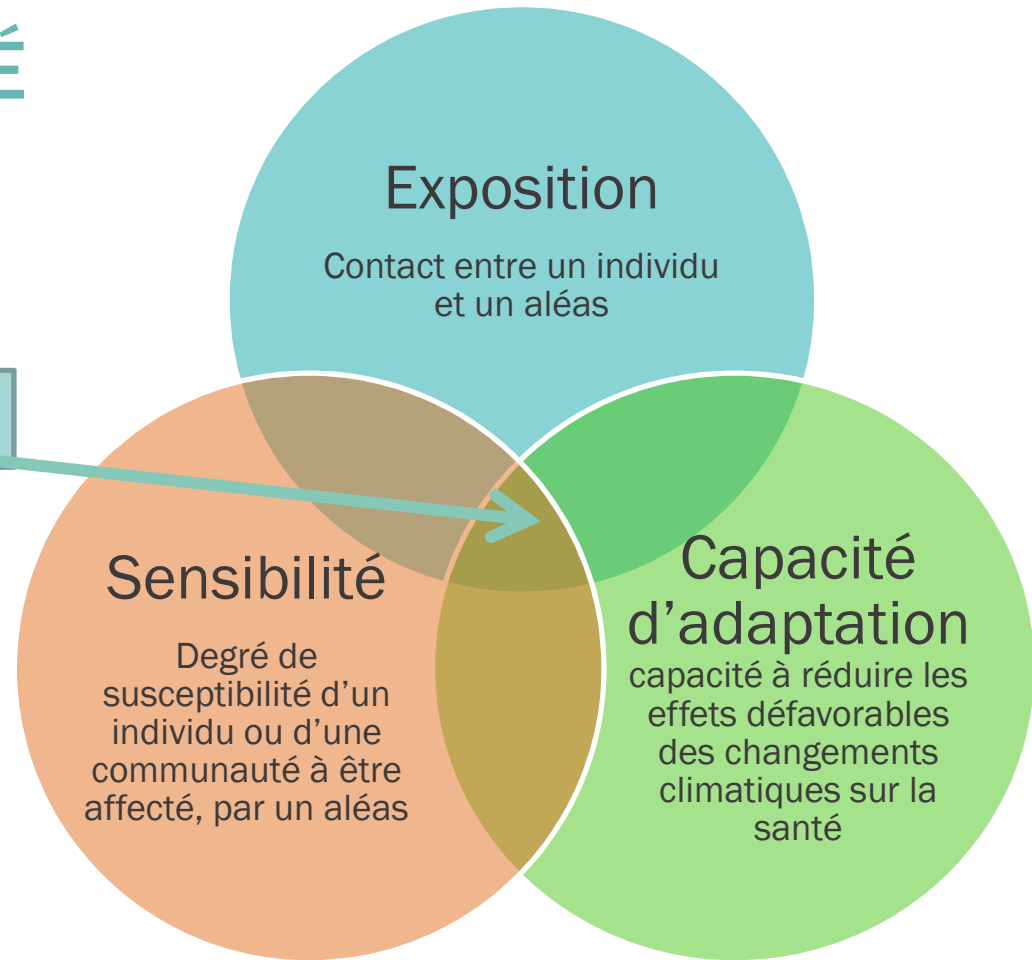 É
Exposition
Contact entre un individu
et un aléas
Sensibilité
Degré de
susceptibilité d’un
individu ou d’une
communauté à être
affecté, par un aléas
Capacité
d’adaptation
capacité à réduire les
effets défavorables
des changements
climatiques sur la
santé